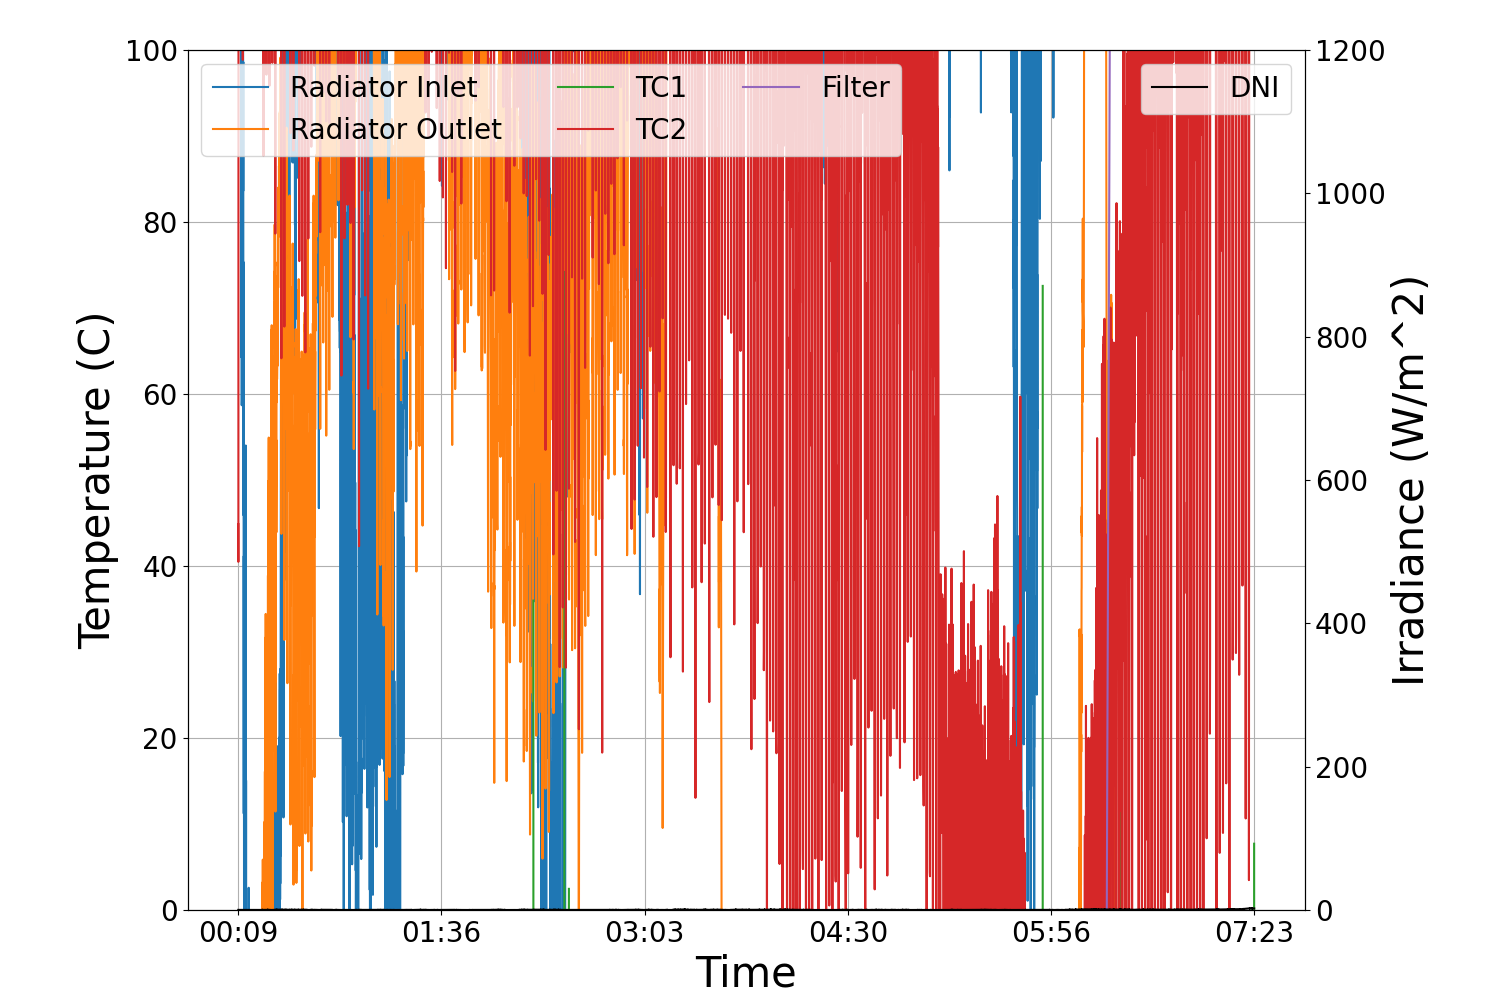 100
80
60
40
20
0
Temperature (C)
Radiator Inlet
Radiator Outlet
TC1
TC2
Filter
DNI
1200
1000
800
600
400
200
0
Irradiance (W/m^2)
00:09 01:36 03:03 04:30 05:56 07:23
Time